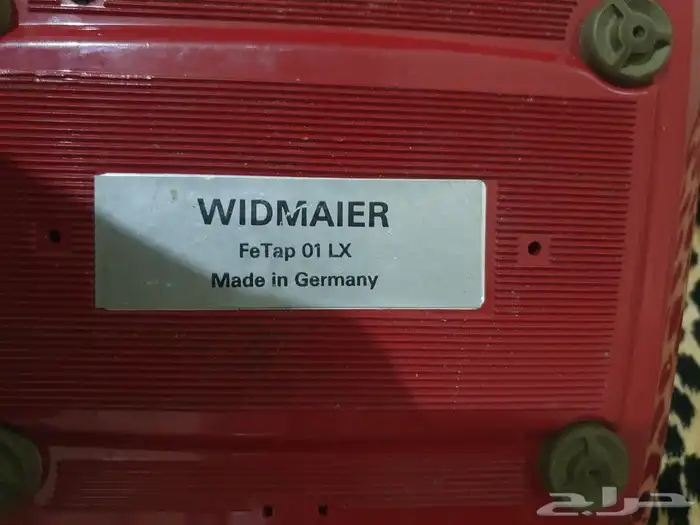 WIDMAIER
FeTap 01 LX
Made in Germany
حراج